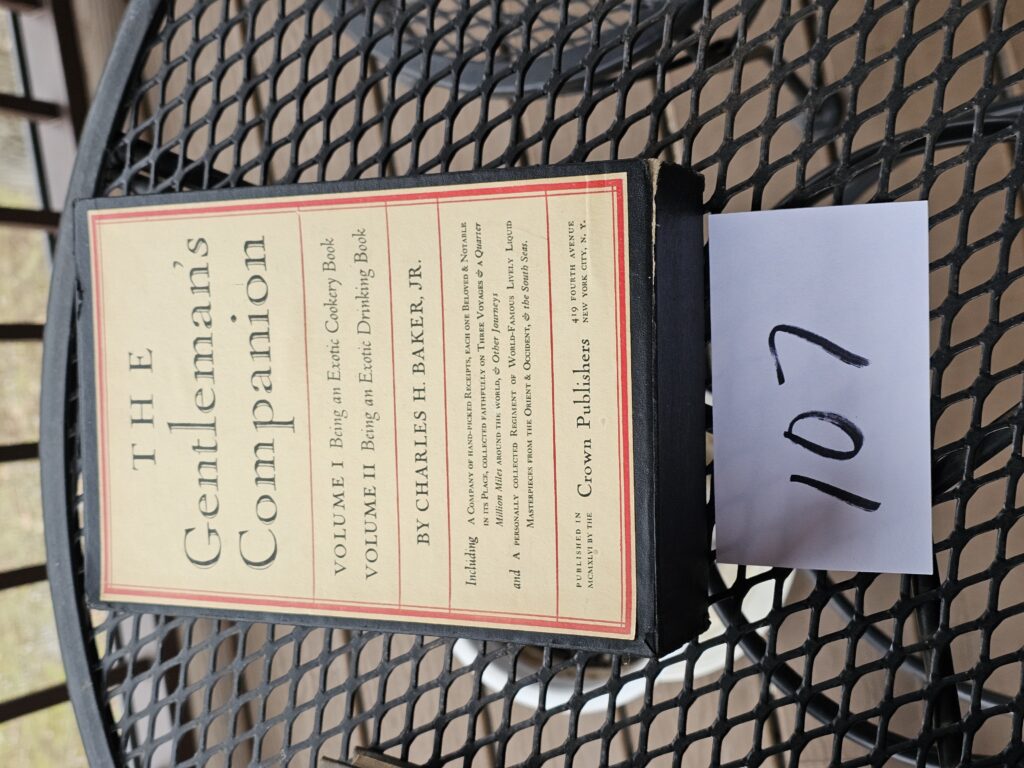 THE
Gentleman's
Companion
VOLUME I Being an Exotic Cookery Book
VOLUME II Being an Exotic Drinking Book
BY CHARLES H. BAKER, JR.
Including A COMPANY OF HAND-PICKED RECEIPTS, EACH ONE BELOVED & NOTABLE
IN ITS PLACE, COLLECTED FAITHFULLY ON THREE VOYAGES & A Quarter
Million Miles AROUND THE WORLD, & Other Journeys
and A PERSONALLY COLLECTED REGIMENT OF WORLD-FAMOUS LIVELY LIQUID
MASTERPIECES FROM THE ORIENT & OCCIDENT, & the South Seas.
PUBLISHED IN
MCMXLVI BY THE
Crown Publishers
419 FOURTH AVENUE
NEW YORK CITY, N. Y.
107